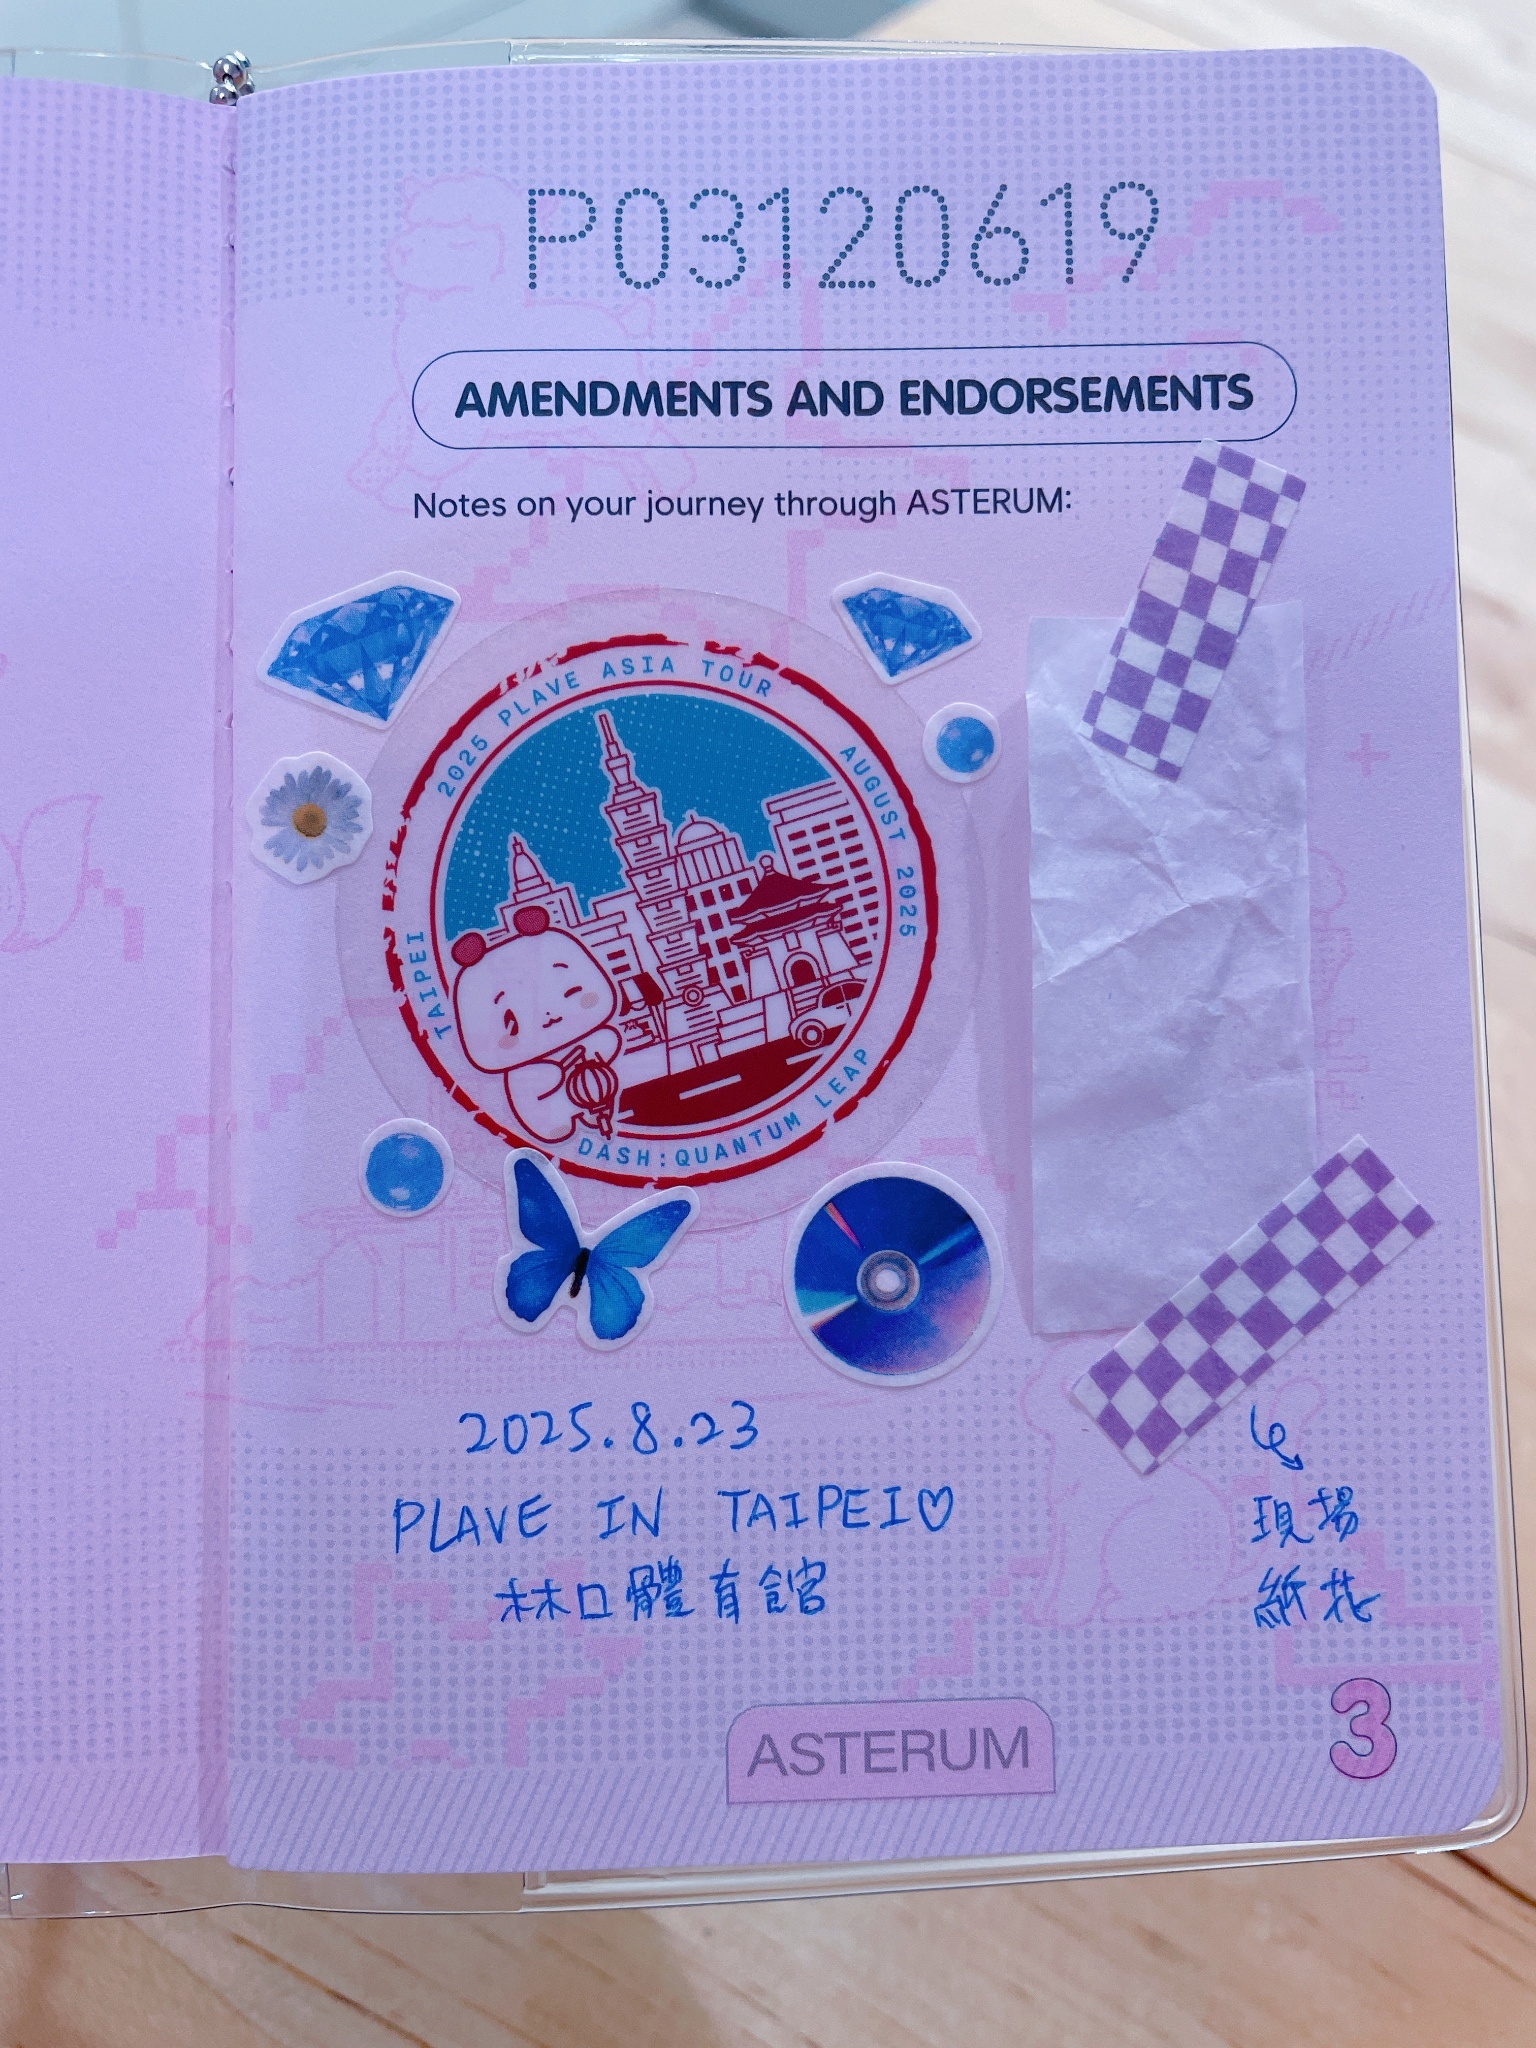 P03120619
AMENDMENTS AND ENDORSEMENTS
Notes on your journey through ASTERUM:
2025 PLAVE ASIA TOUR
AUGUST 2025
TAIPEI
DASH:QUANTUM LEAP
2025.8.23
PLAVE IN TAIPEI♡
林口體育館
現場
紙花
ASTERUM
3